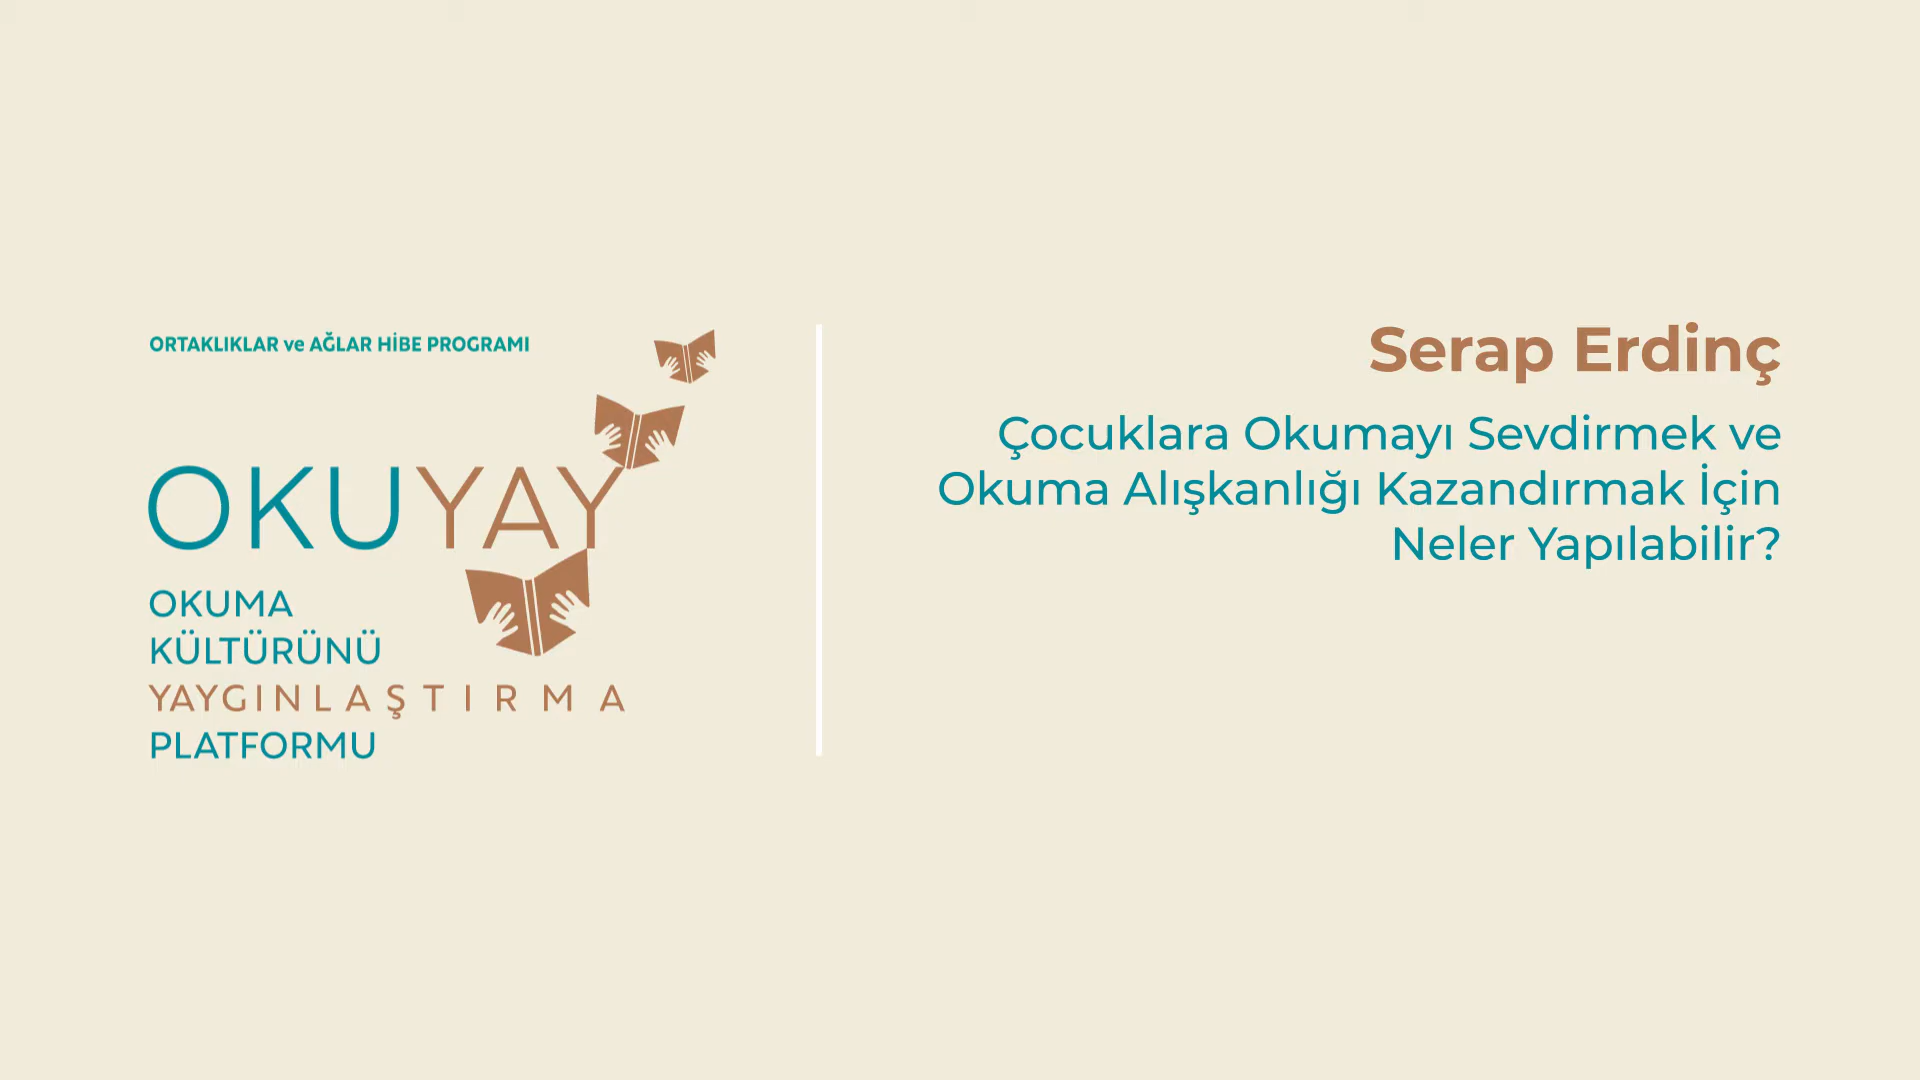 ORTAKLIKLAR ve AĞLAR HİBE PROGRAMI
OKUYAY
OKUMA
KÜLTÜRÜNÜ
YAYGINLAŞTIRMA
PLATFORMU
Serap Erdinç
Çocuklara Okumayı Sevdirmek ve
Okuma Alışkanlığı Kazandırmak İçin
Neler Yapılabilir?